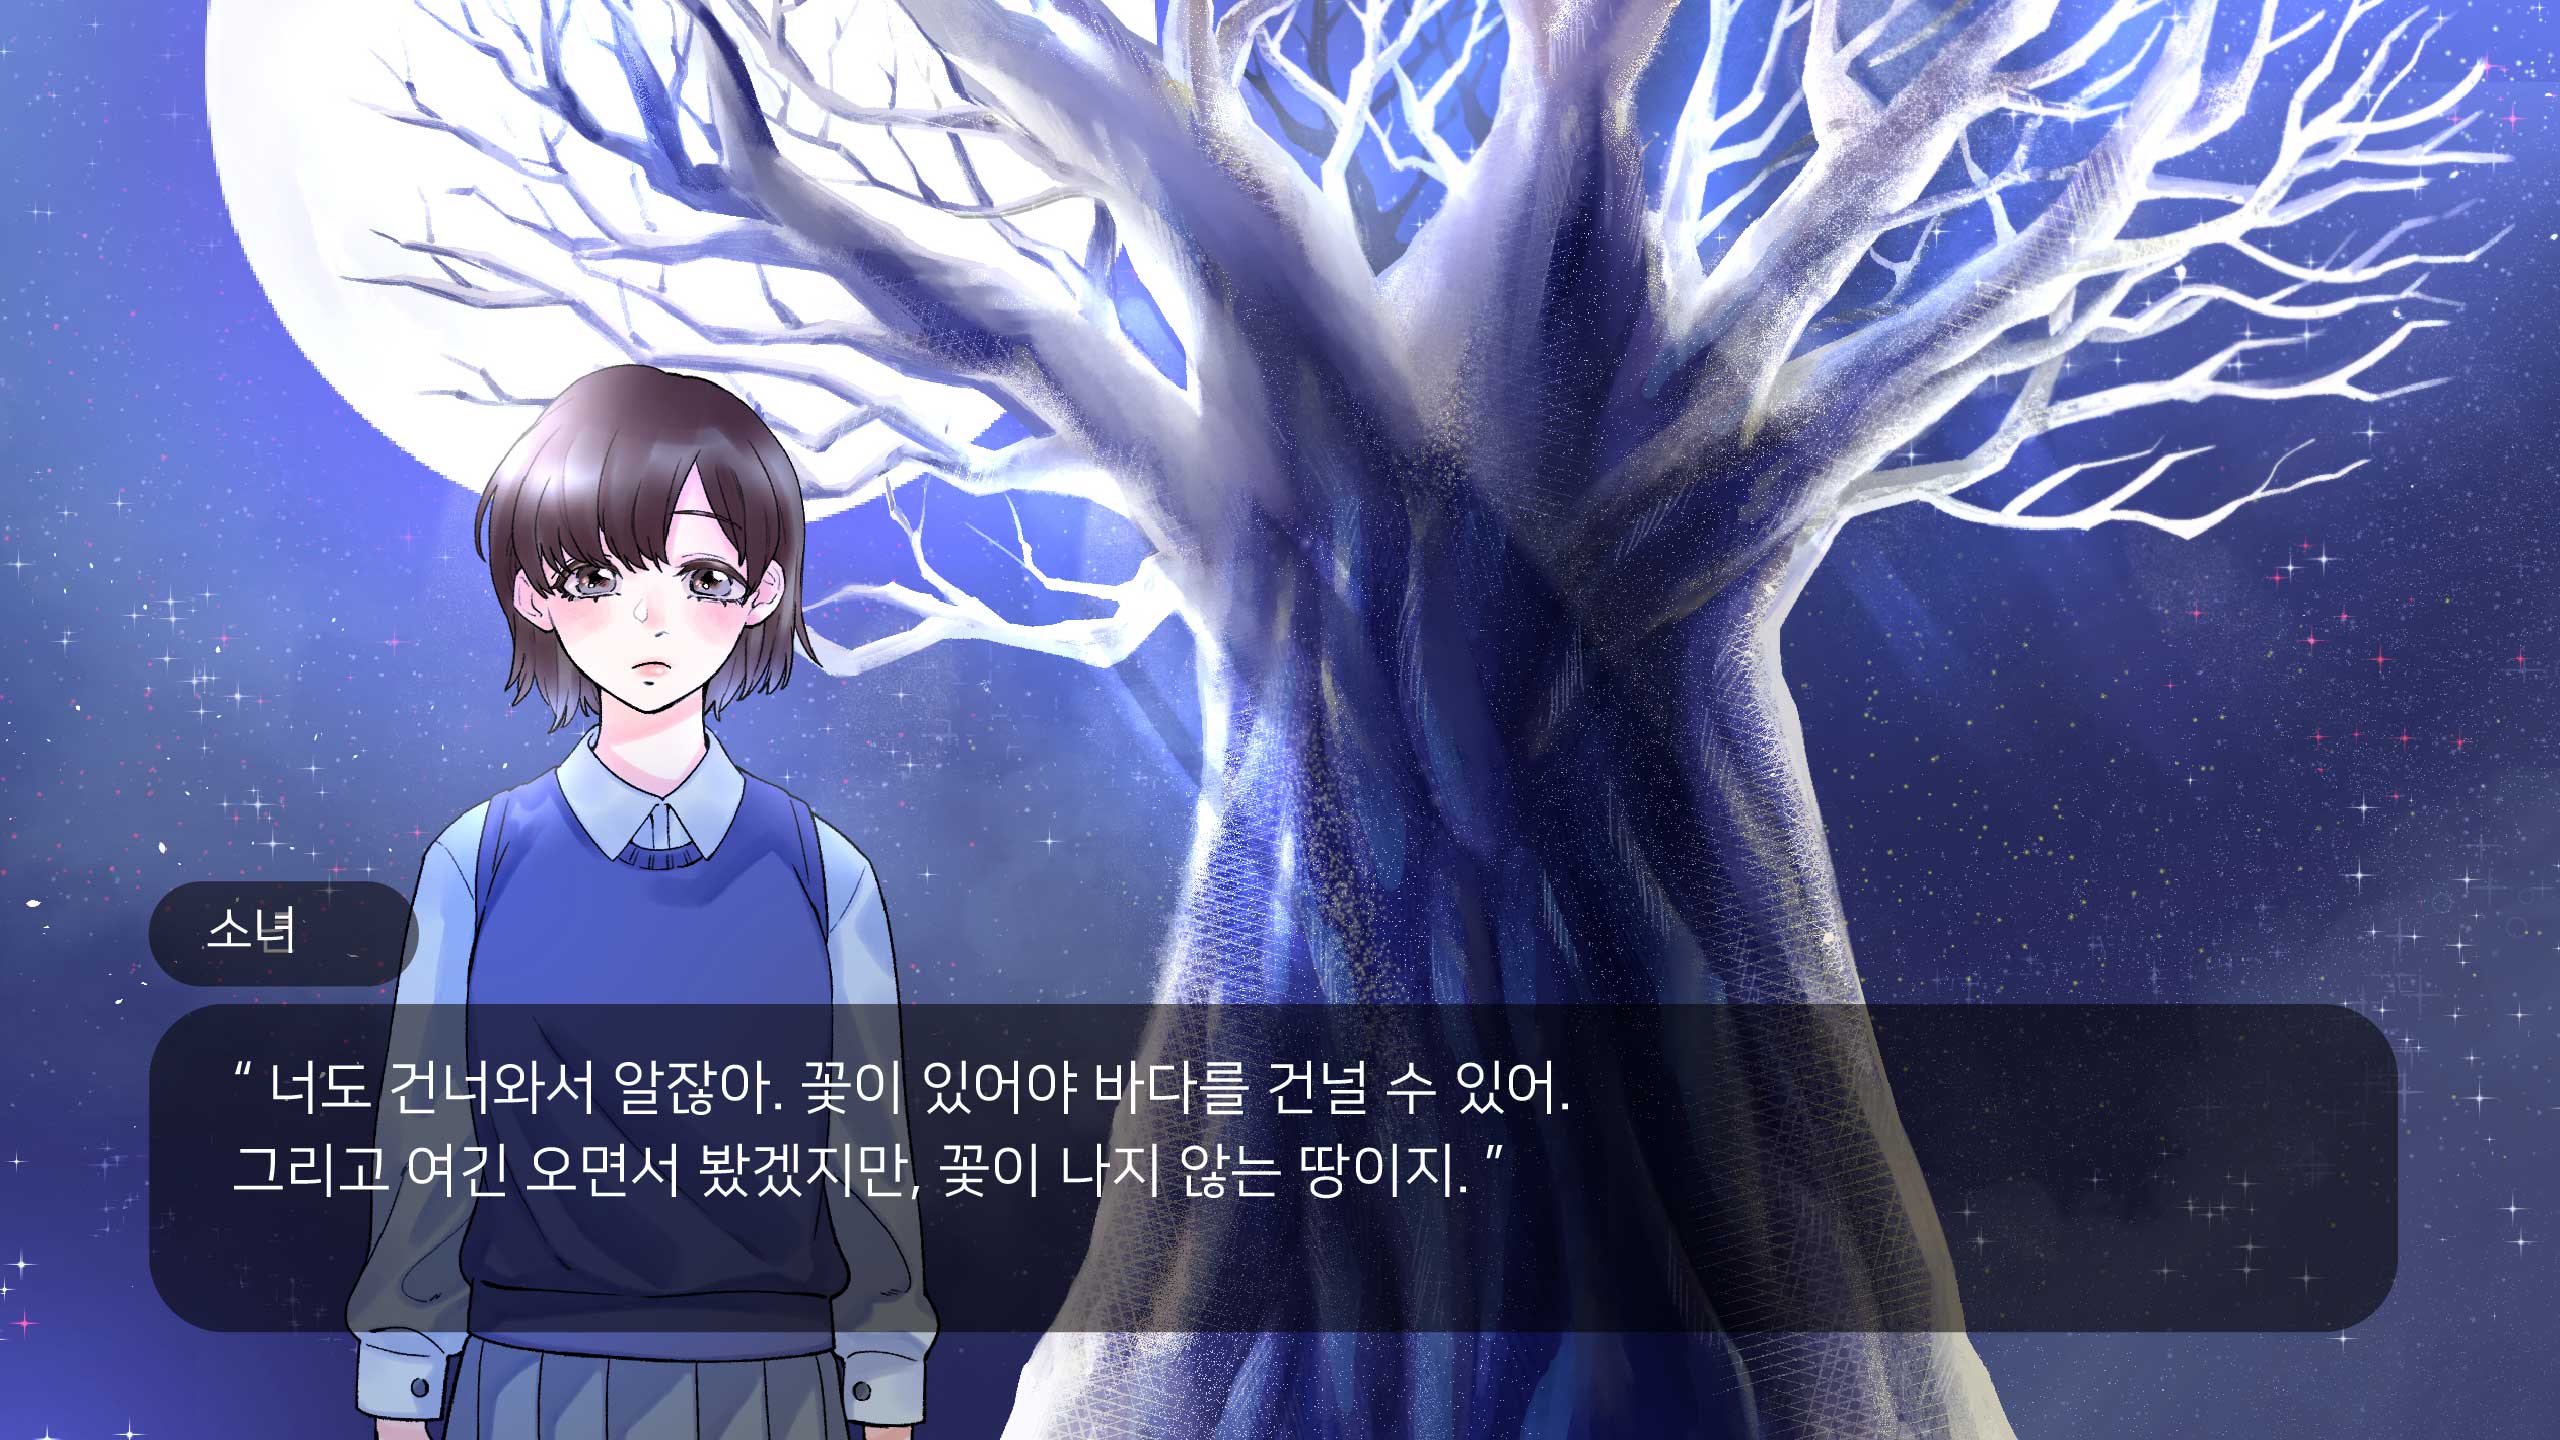 소녀
“ 너도 건너와서 알잖아. 꽃이 있어야 바다를 건널 수 있어.
그리고 여긴 오면서 봤겠지만, 꽃이 나지 않는 땅이지. ”